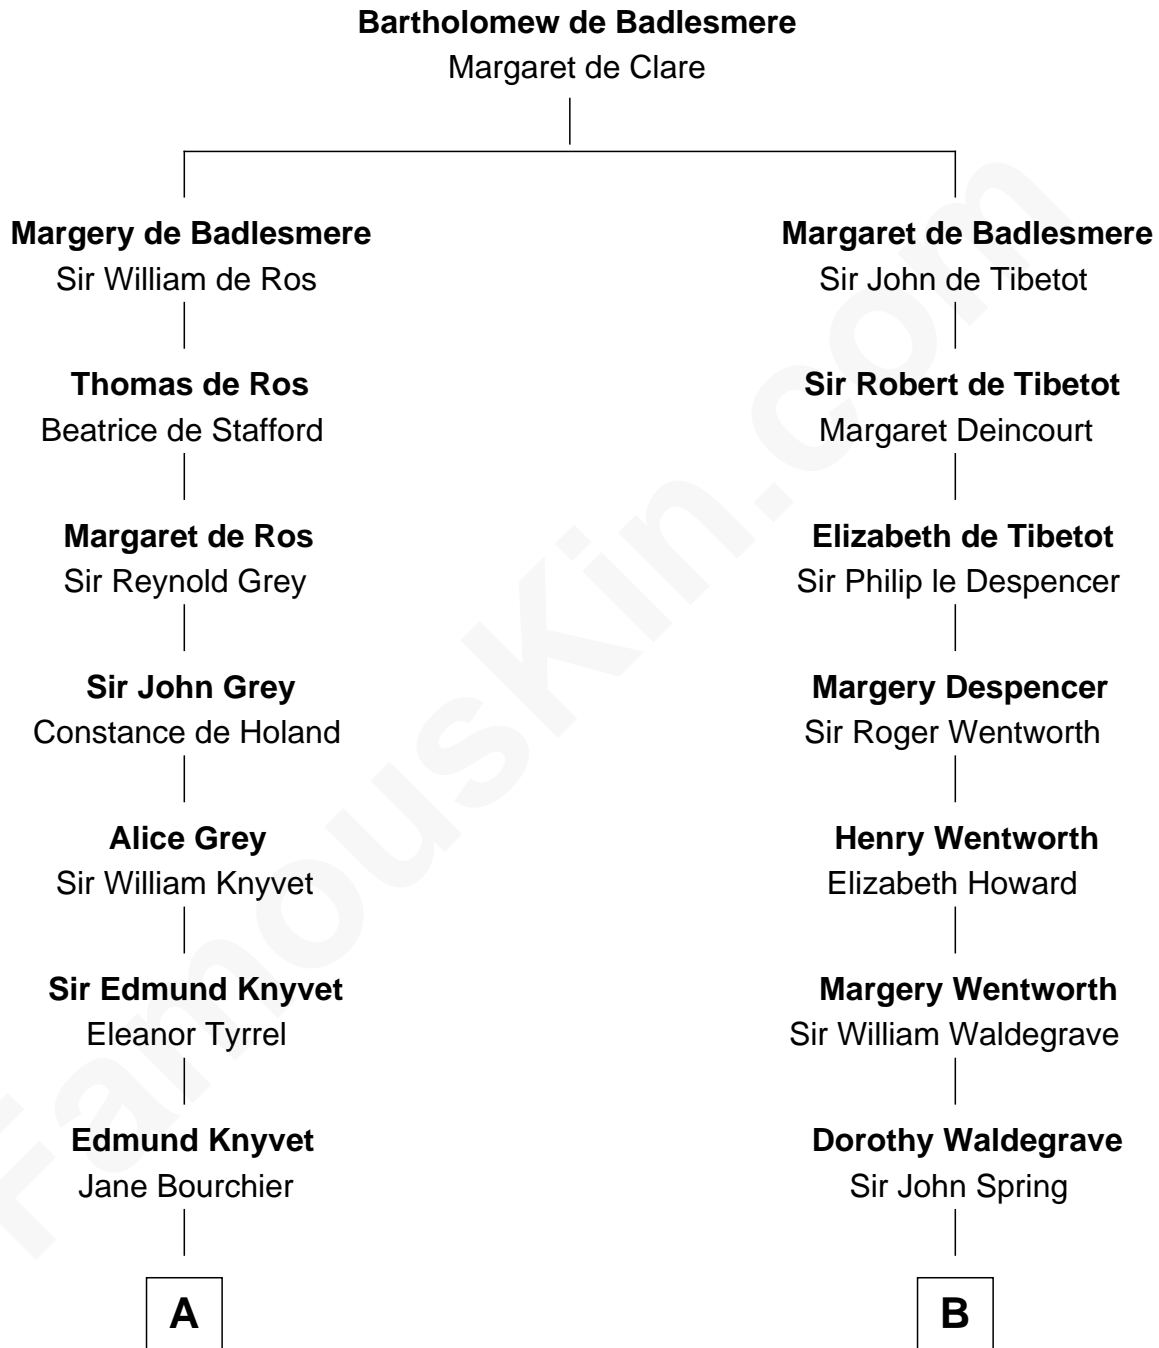 Bartholomew de Badlesmere
Margaret de Clare
Margery de Badlesmere
Sir William de Ros
Margaret de Badlesmere
Sir John de Tibetot
Thomas de Ros
Beatrice de Stafford
Sir Robert de Tibetot
Margaret Deincourt
Margaret de Ros
Sir Reynold Grey
Elizabeth de Tibetot
Sir Philip le Despencer
Sir John Grey
Constance de Holand
Margery Despencer
Sir Roger Wentworth
Alice Grey
Sir William Knyvet
Henry Wentworth
Elizabeth Howard
Sir Edmund Knyvet
Eleanor Tyrrel
Margery Wentworth
Sir William Waldegrave
Edmund Knyvet
Jane Bourchier
Dorothy Waldegrave
Sir John Spring
A
B
FamousKin.com